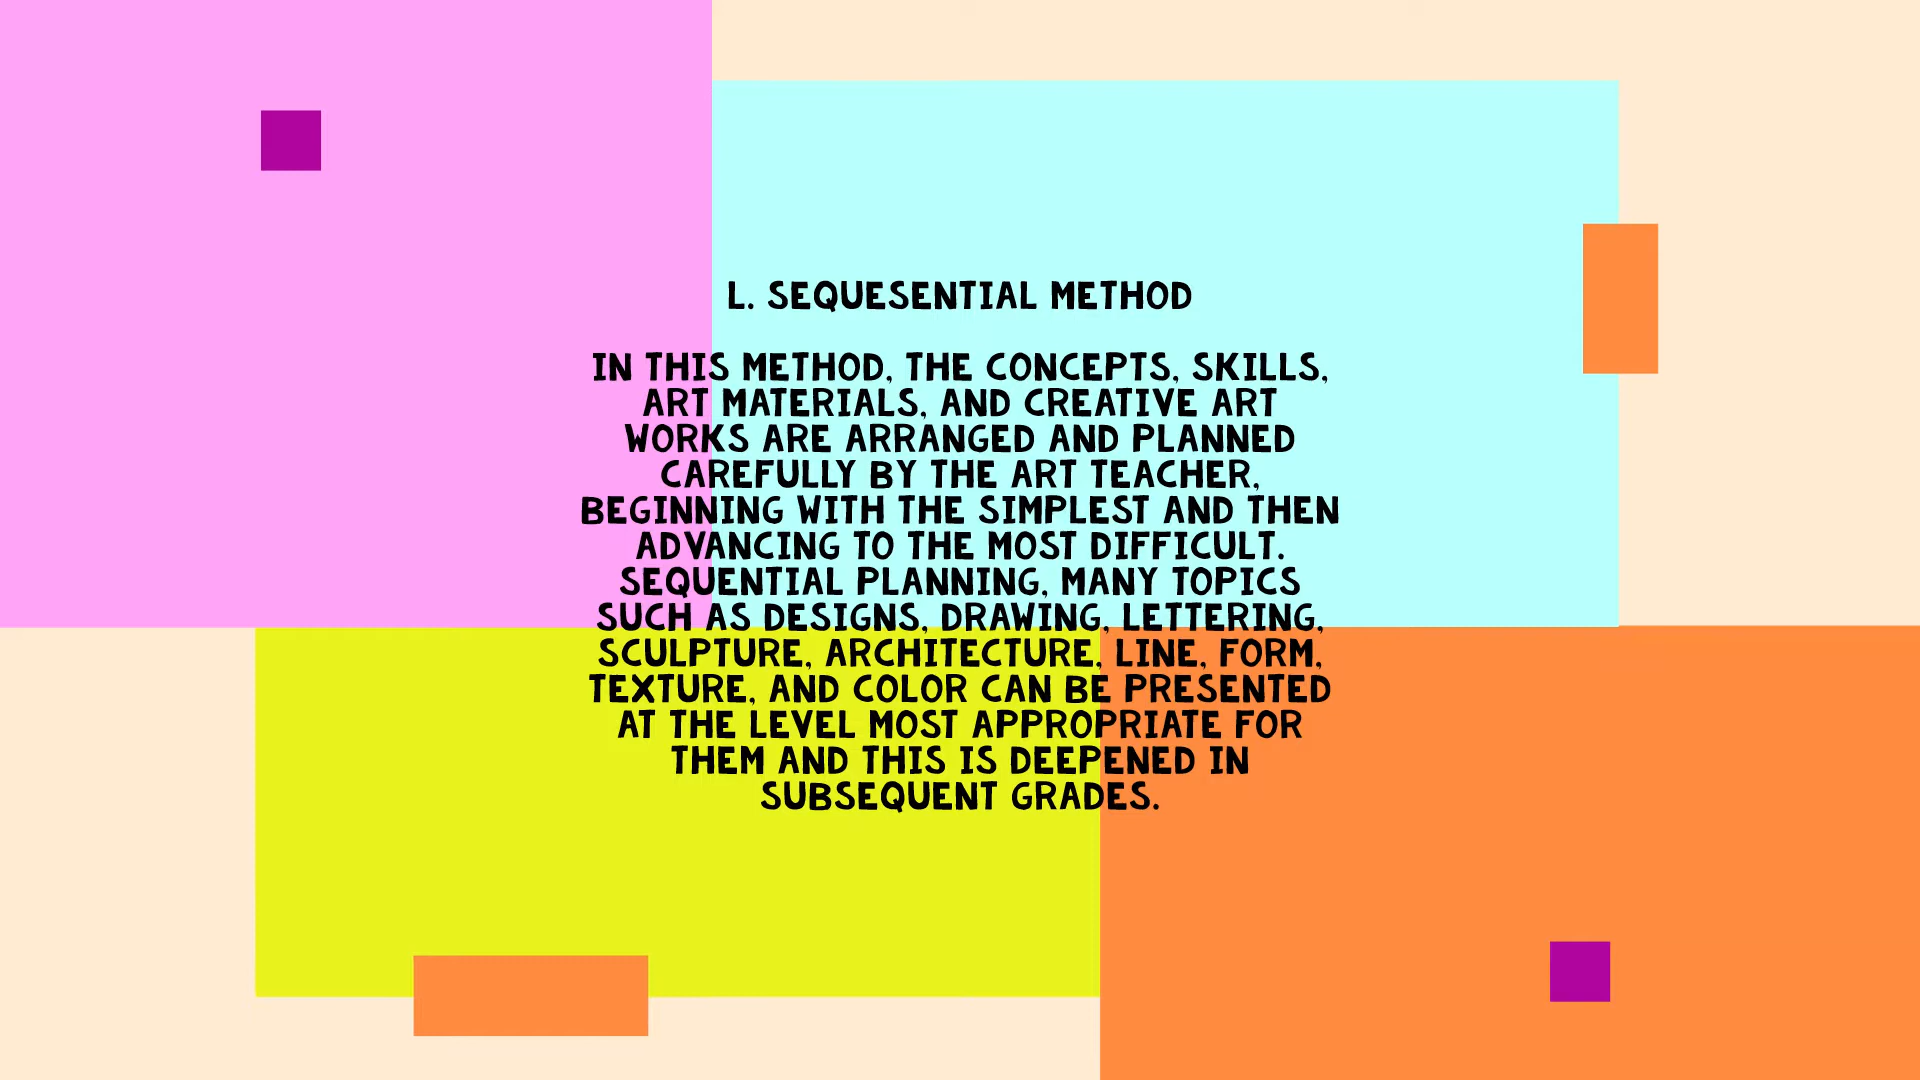 L. SEQUESENTIAL METHOD
IN THIS METHOD, THE CONCEPTS, SKILLS,
ART MATERIALS, AND CREATIVE ART
WORKS ARE ARRANGED AND PLANNED
CAREFULLY BY THE ART TEACHER,
BEGINNING WITH THE SIMPLEST AND THEN
ADVANCING TO THE MOST DIFFICULT.
SEQUENTIAL PLANNING, MANY TOPICS
SUCH AS DESIGNS, DRAWING, LETTERING,
SCULPTURE, ARCHITECTURE, LINE, FORM,
TEXTURE, AND COLOR CAN BE PRESENTED
AT THE LEVEL MOST APPROPRIATE FOR
THEM AND THIS IS DEEPENED IN
SUBSEQUENT GRADES.